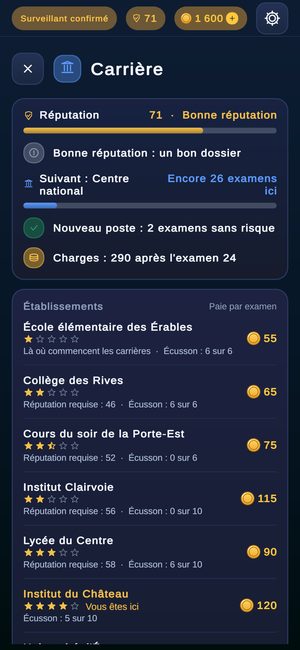 Surveillant confirmé
71
1 600 +
Carrière
Réputation
71 · Bonne réputation
Bonne réputation : un bon dossier
Suivant : Centre national
Encore 26 examens ici
Nouveau poste : 2 examens sans risque
Charges : 290 après l'examen 24
Établissements
Paie par examen
École élémentaire des Érables
55
Là où commencent les carrières · Écusson : 6 sur 6
Collège des Rives
65
Réputation requise : 46 · Écusson : 6 sur 6
Cours du soir de la Porte-Est
75
Réputation requise : 52 · Écusson : 0 sur 6
Institut Clairvoie
115
Réputation requise : 56 · Écusson : 0 sur 10
Lycée du Centre
90
Réputation requise : 58 · Écusson : 6 sur 10
Institut du Château
120
Vous êtes ici
Écusson : 5 sur 10